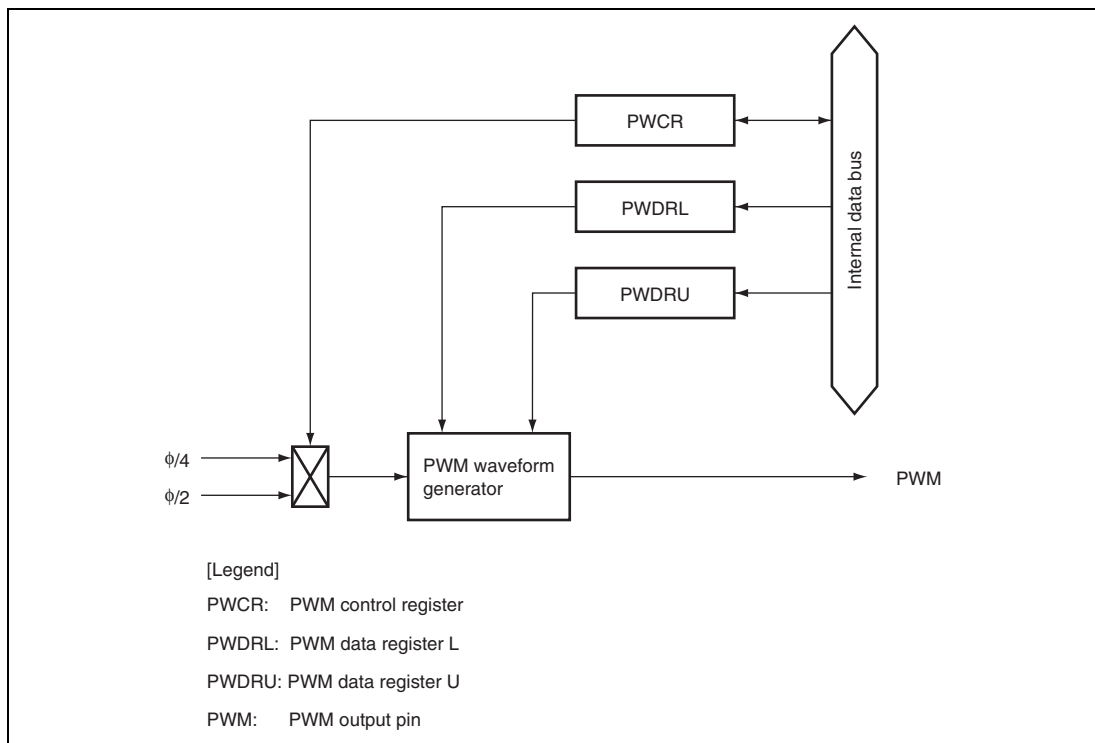 PWCR
PWDRL
PWDRU
Internal data bus
ϕ/4
ϕ/2
PWM waveform
generator
PWM
[Legend]
PWCR: PWM control register
PWDRL: PWM data register L
PWDRU: PWM data register U
PWM: PWM output pin